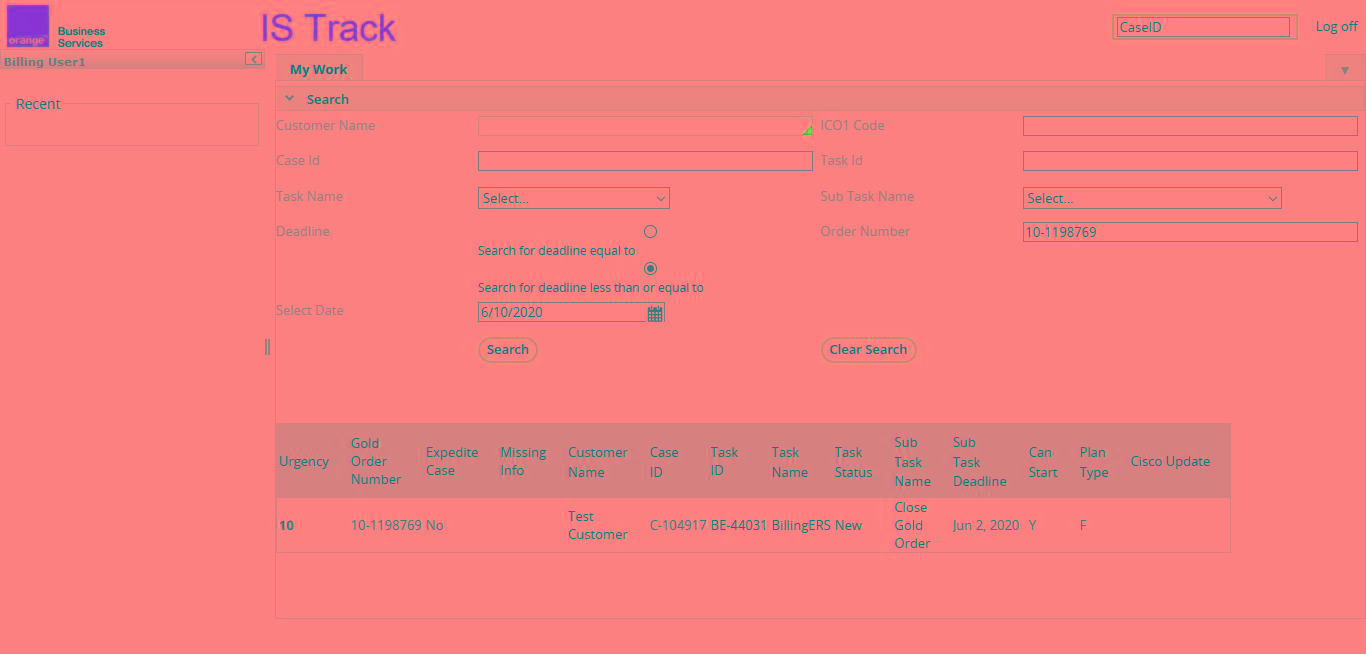 orange™
Business
Services
IS Track
CaseID
Log off
Billing User1
My Work
Recent
Search
Customer Name
ICO1 Code
Case Id
Task Id
Task Name
Select...
Sub Task Name
Select...
Deadline
Order Number
10-1198769
Search for deadline equal to
Search for deadline less than or equal to
Select Date
6/10/2020
Search
Clear Search
Urgency
Gold
Order
Number
Expedite
Case
Missing
Info
Customer
Name
Case
ID
Task
ID
Task
Name
Task
Status
Sub
Task
Name
Sub
Task
Deadline
Can
Start
Plan
Type
Cisco Update
10
10-1198769
No
Test
Customer
C-104917
BE-44031
BillingERS
New
Close
Gold
Order
Jun 2, 2020
Y
F